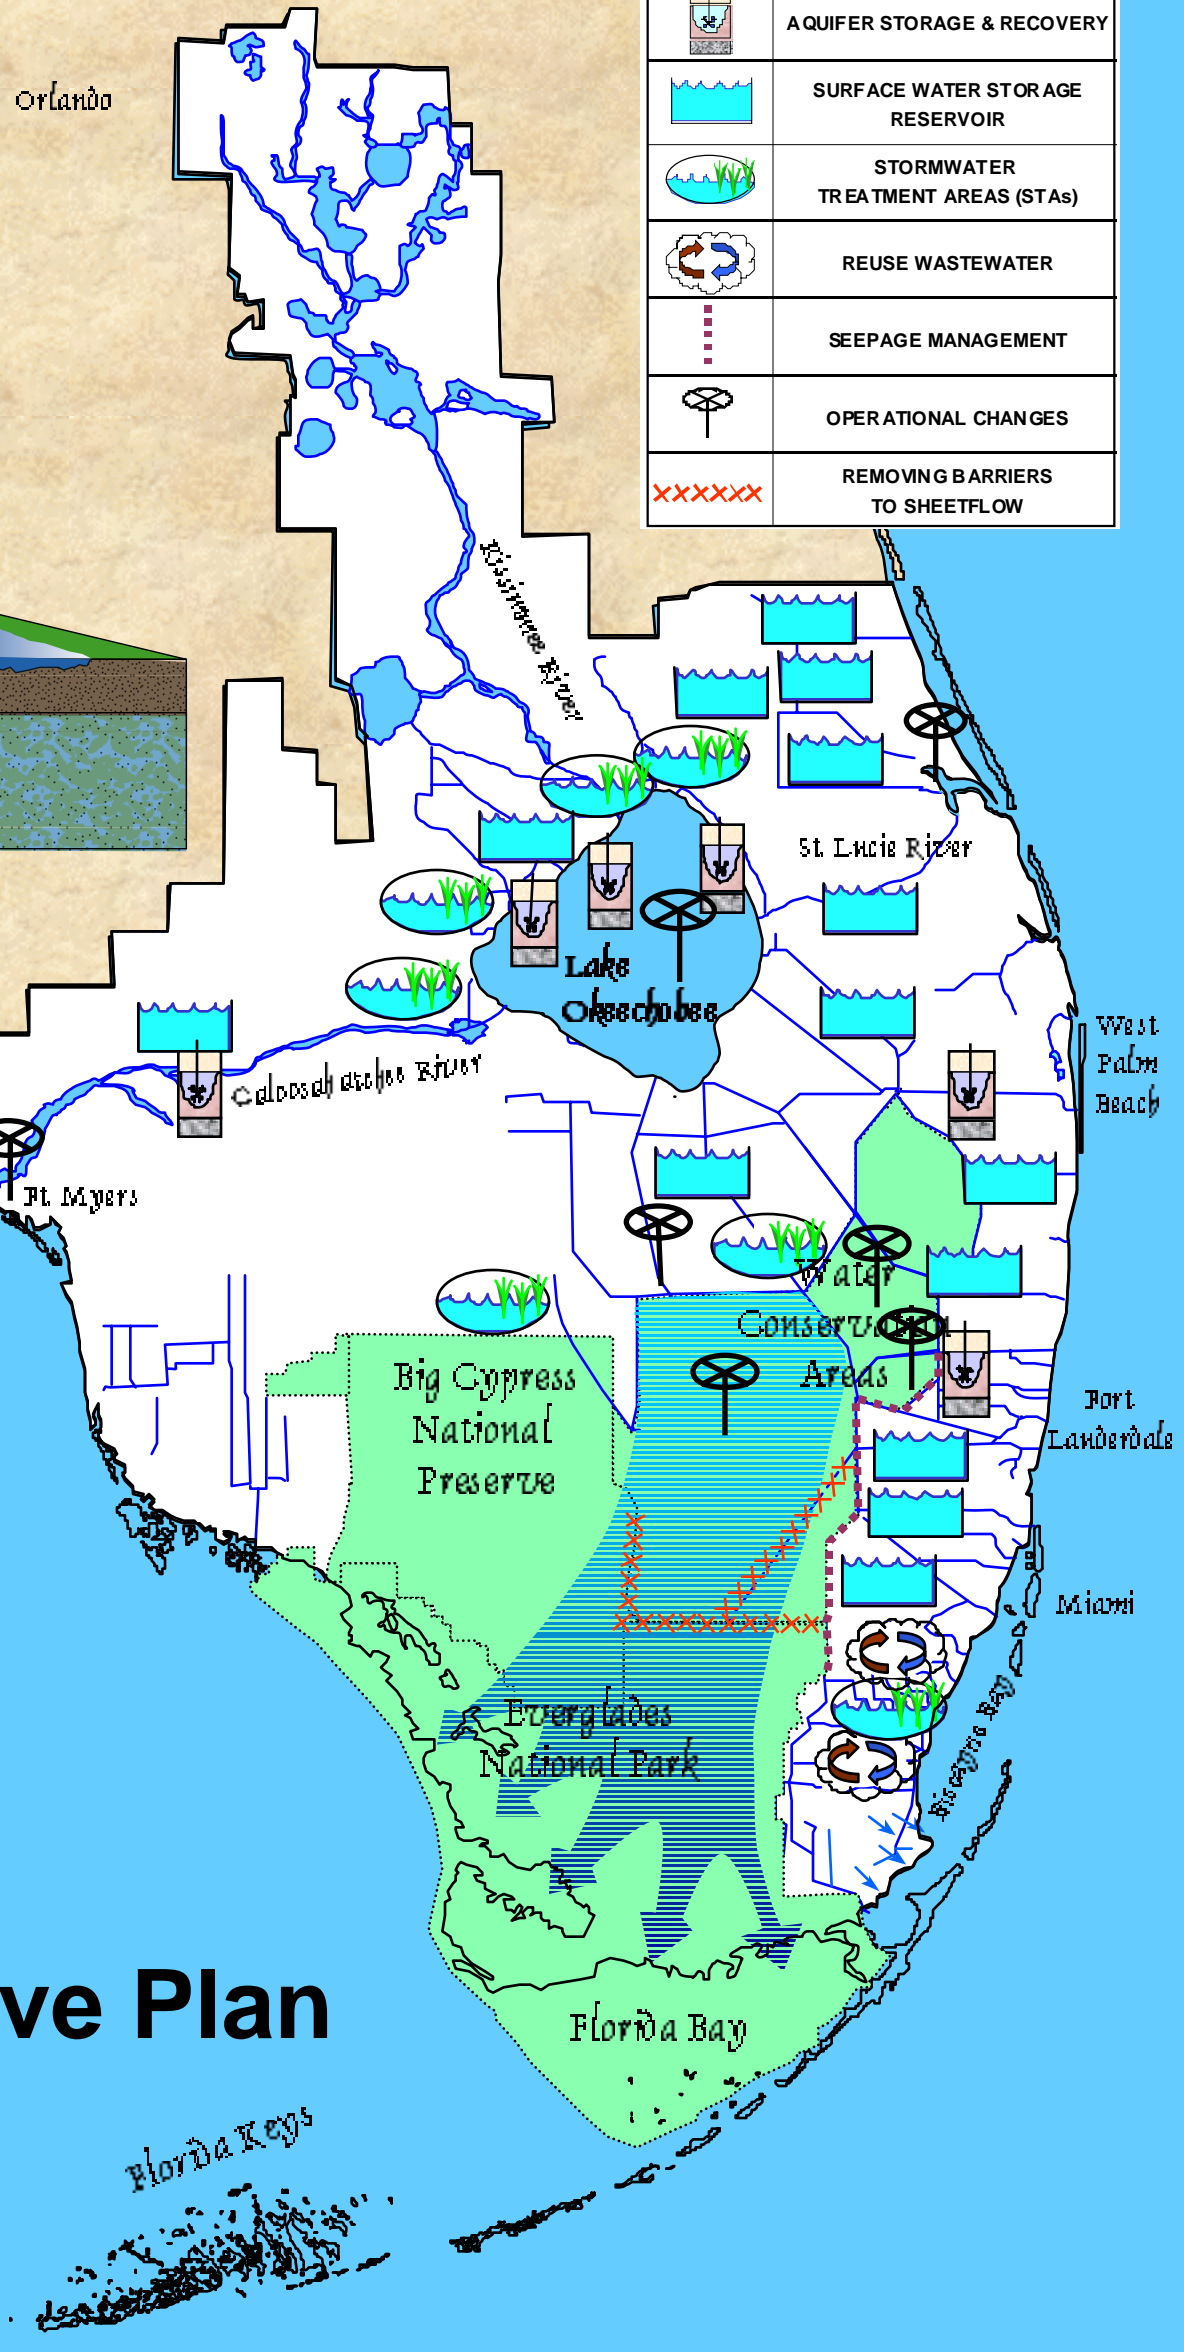 AQUIFER STORAGE & RECOVERY
SURFACE WATER STORAGE
RESERVOIR
STORMWATER
TREATMENT AREAS (STAs)
REUSE WASTEWATER
SEEPAGE MANAGEMENT
OPERATIONAL CHANGES
REMOVING BARRIERS
TO SHEETFLOW
Orlando
Kissimmee River
St Lucie River
Lake
Okeechobee
West
Palm
Beach
Caloosahatchee River
Ft. Myers
Water
Conservation
Areas
Big Cypress
National
Preserve
Fort
Lauderdale
Miami
Everglades
National Park
Biscayne Bay
ve Plan
Florida Bay
Florida Keys